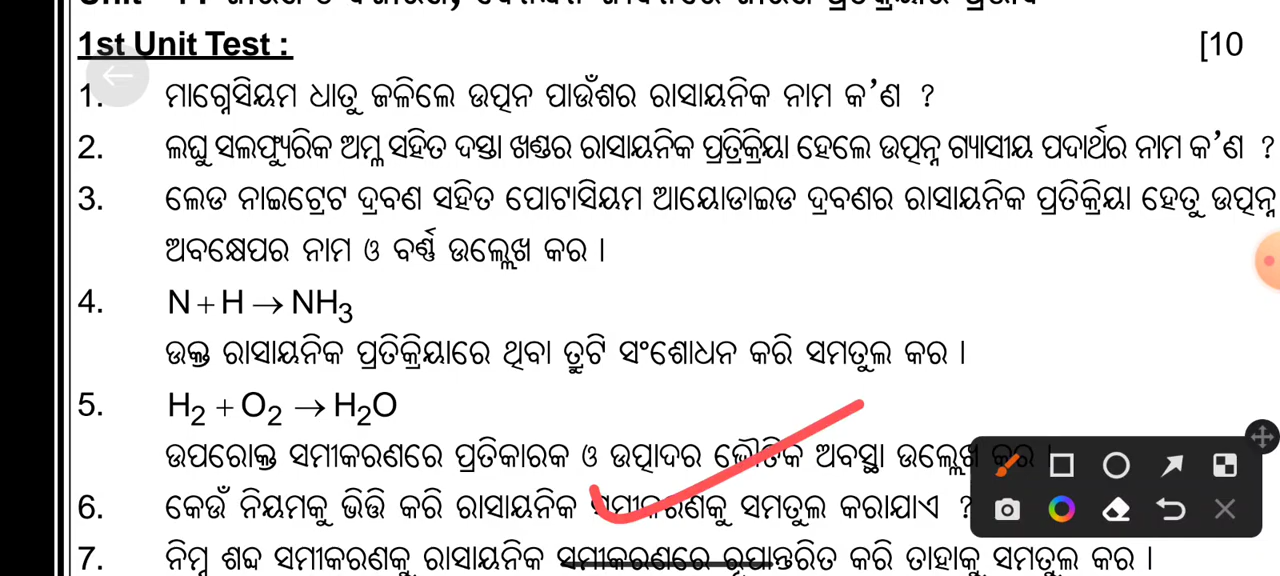 1st Unit Test :
[10
1. ମାଗ୍ନେସିୟମ ଧାତୁ ଜଳିଲେ ଉତ୍ପନ ପାଉଁଶର ରାସାୟନିକ ନାମ କ’ଣ ?
2. ଲଘୁ ସଲଫ୍ୟୁରିକ ଅମ୍ଳ ସହିତ ଦସ୍ତା ଖଣ୍ଡର ରାସାୟନିକ ପ୍ରତିକ୍ରିୟା ହେଲେ ଉତ୍ପନ୍ନ ଗ୍ୟାସୀୟ ପଦାର୍ଥର ନାମ କ’ଣ ?
3. ଲେଡ ନାଇଟ୍ରେଟ ଦ୍ରବଣ ସହିତ ପୋଟାସିୟମ ଆୟୋଡାଇଡ ଦ୍ରବଣର ରାସାୟନିକ ପ୍ରତିକ୍ରିୟା ହେତୁ ଉତ୍ପନ୍ନ
ଅବକ୍ଷେପର ନାମ ଓ ବର୍ଣ୍ଣ ଉଲ୍ଲେଖ କର ।
4. N + H → NH₃
ଉକ୍ତ ରାସାୟନିକ ପ୍ରତିକ୍ରିୟାରେ ଥିବା ତ୍ରୁଟି ସଂଶୋଧନ କରି ସମତୁଲ କର ।
5. H₂ + O₂ → H₂O
ଉପରୋକ୍ତ ସମୀକରଣରେ ପ୍ରତିକାରକ ଓ ଉତ୍ପାଦର ଭୌତିକ ଅବସ୍ଥା ଉଲ୍ଲେଖ କର ।
6. କେଉଁ ନିୟମକୁ ଭିତ୍ତି କରି ରାସାୟନିକ ସମୀକରଣକୁ ସମତୁଲ କରାଯାଏ ?
7. ନିମ୍ନ ଶବ୍ଦ ସମୀକରଣକୁ ରାସାୟନିକ ସମୀକରଣରେ ରୂପାନ୍ତରିତ କରି ତାହାକୁ ସମତୁଲ କର ।